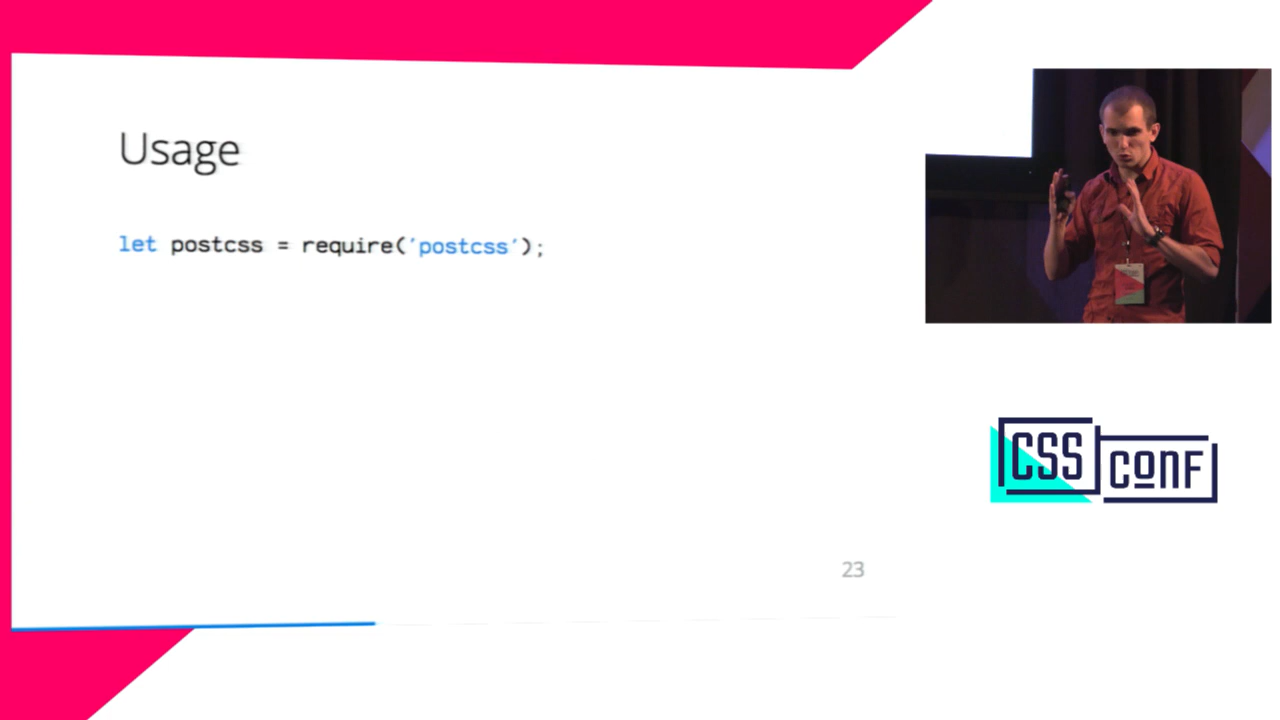 Usage
let postcss = require('postcss');
23
CSS
CONF